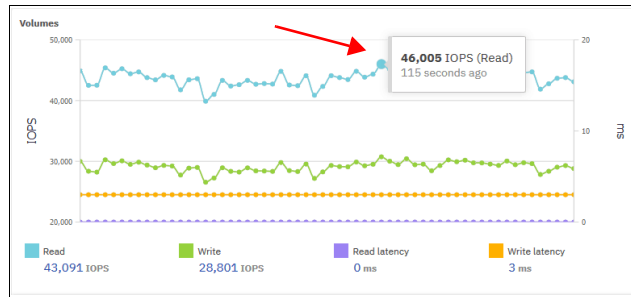 Volumes
50,000
20
46,005 IOPS (Read)
115 seconds ago
40,000
IOPS
10
ms
30,000
20,000
0
Read
43,091 IOPS
Write
28,801 IOPS
Read latency
0 ms
Write latency
3 ms